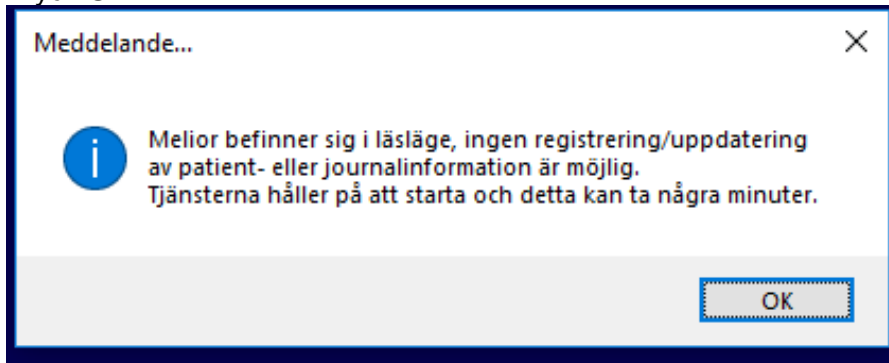 Meddelande...
Melior befinner sig i läsläge, ingen registrering/uppdatering
av patient- eller journalinformation är möjlig.
Tjänsterna håller på att starta och detta kan ta några minuter.
OK